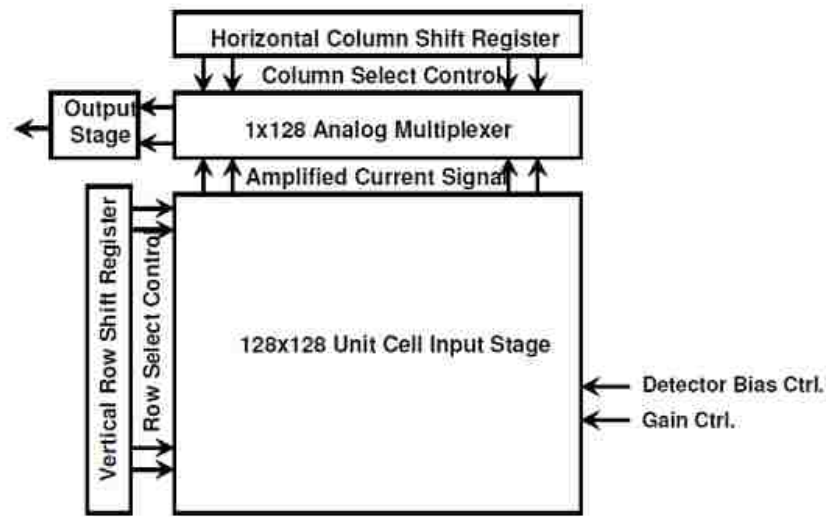 Horizontal Column Shift Register
Column Select Control
Output
Stage
1x128 Analog Multiplexer
Amplified Current Signal
Vertical Row Shift Register
Row Select Control
128x128 Unit Cell Input Stage
Detector Bias Ctrl.
Gain Ctrl.